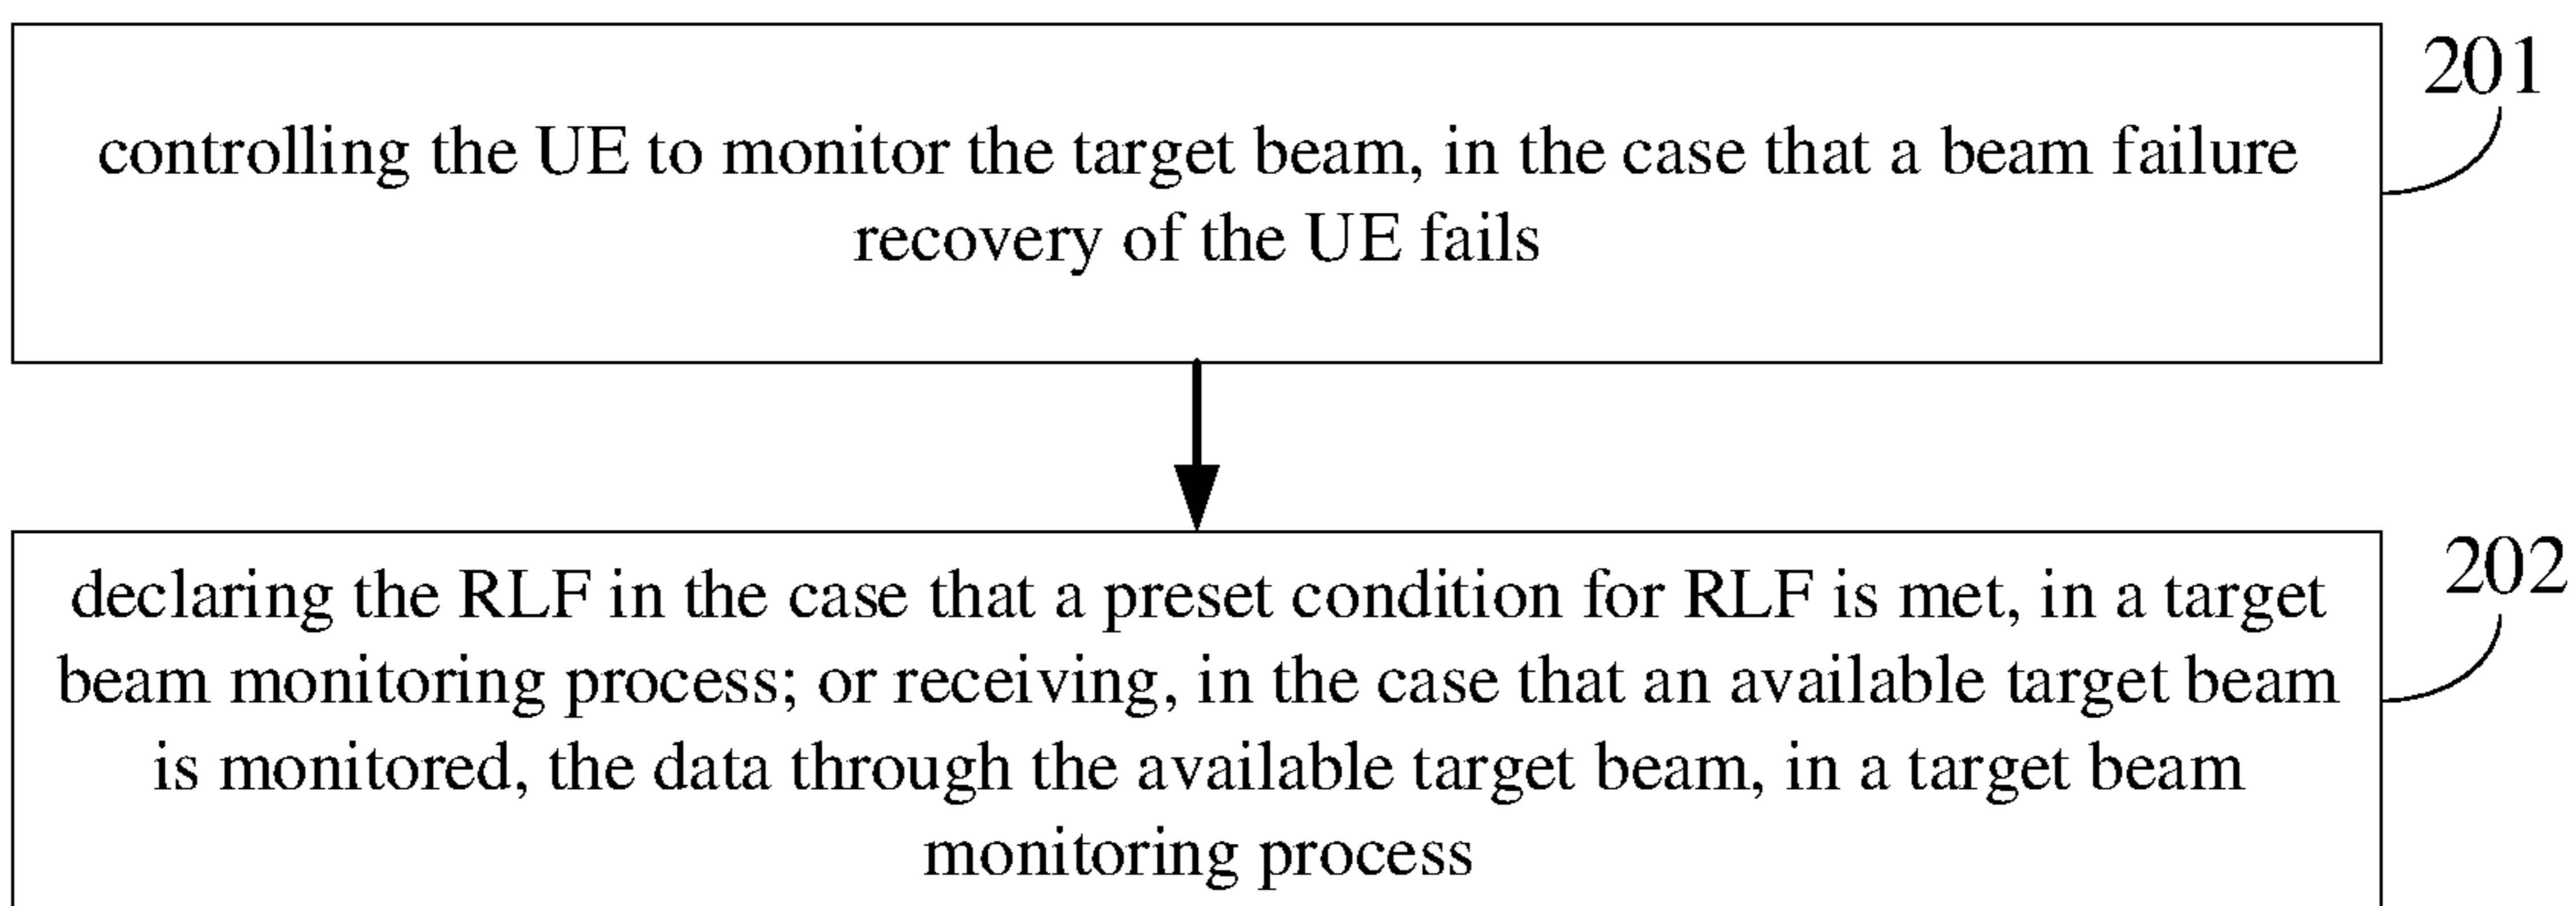 201
controlling the UE to monitor the target beam, in the case that a beam failure
recovery of the UE fails
202
declaring the RLF in the case that a preset condition for RLF is met, in a target
beam monitoring process; or receiving, in the case that an available target beam
is monitored, the data through the available target beam, in a target beam
monitoring process